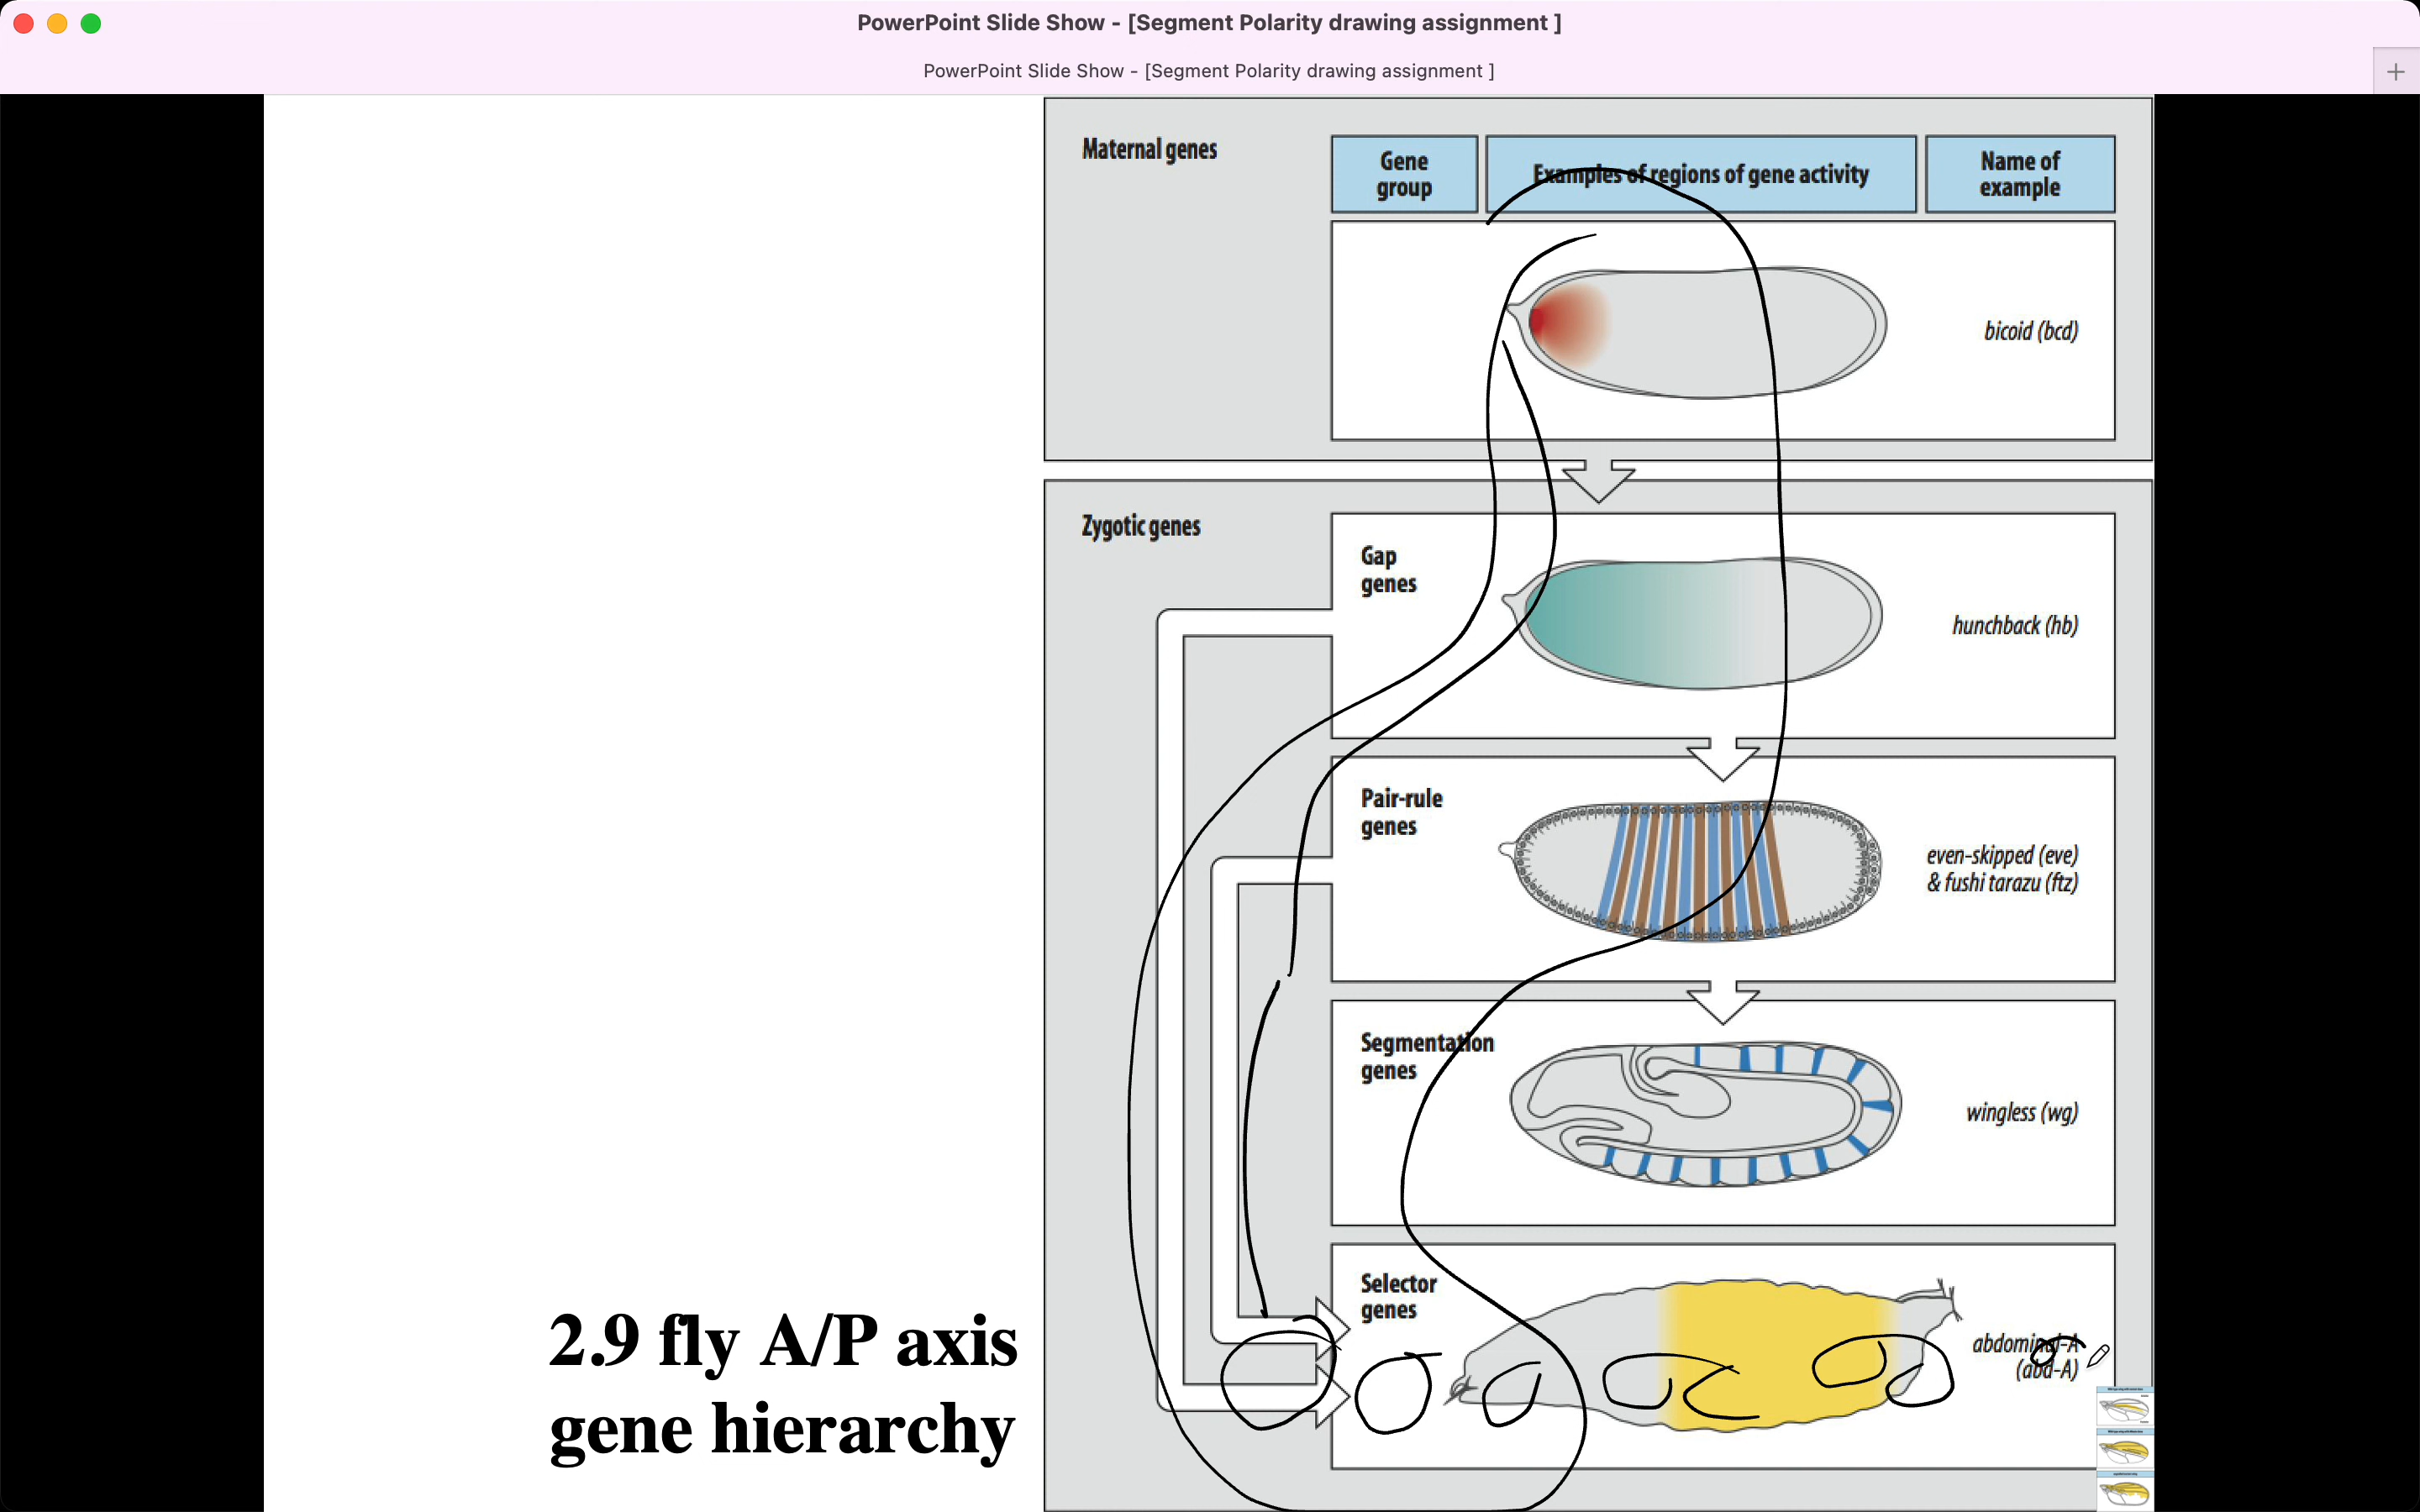 PowerPoint Slide Show - [Segment Polarity drawing assignment ]
PowerPoint Slide Show - [Segment Polarity drawing assignment ]
Maternal genes
Gene
group
Examples of regions of gene activity
Name of
example
bicoid (bcd)
Zygotic genes
Gap
genes
hunchback (hb)
Pair-rule
genes
even-skipped (eve)
& fushi tarazu (ftz)
Segmentation
genes
wingless (wg)
Selector
genes
abdominal-A
(abd-A)
2.9 fly A/P axis
gene hierarchy